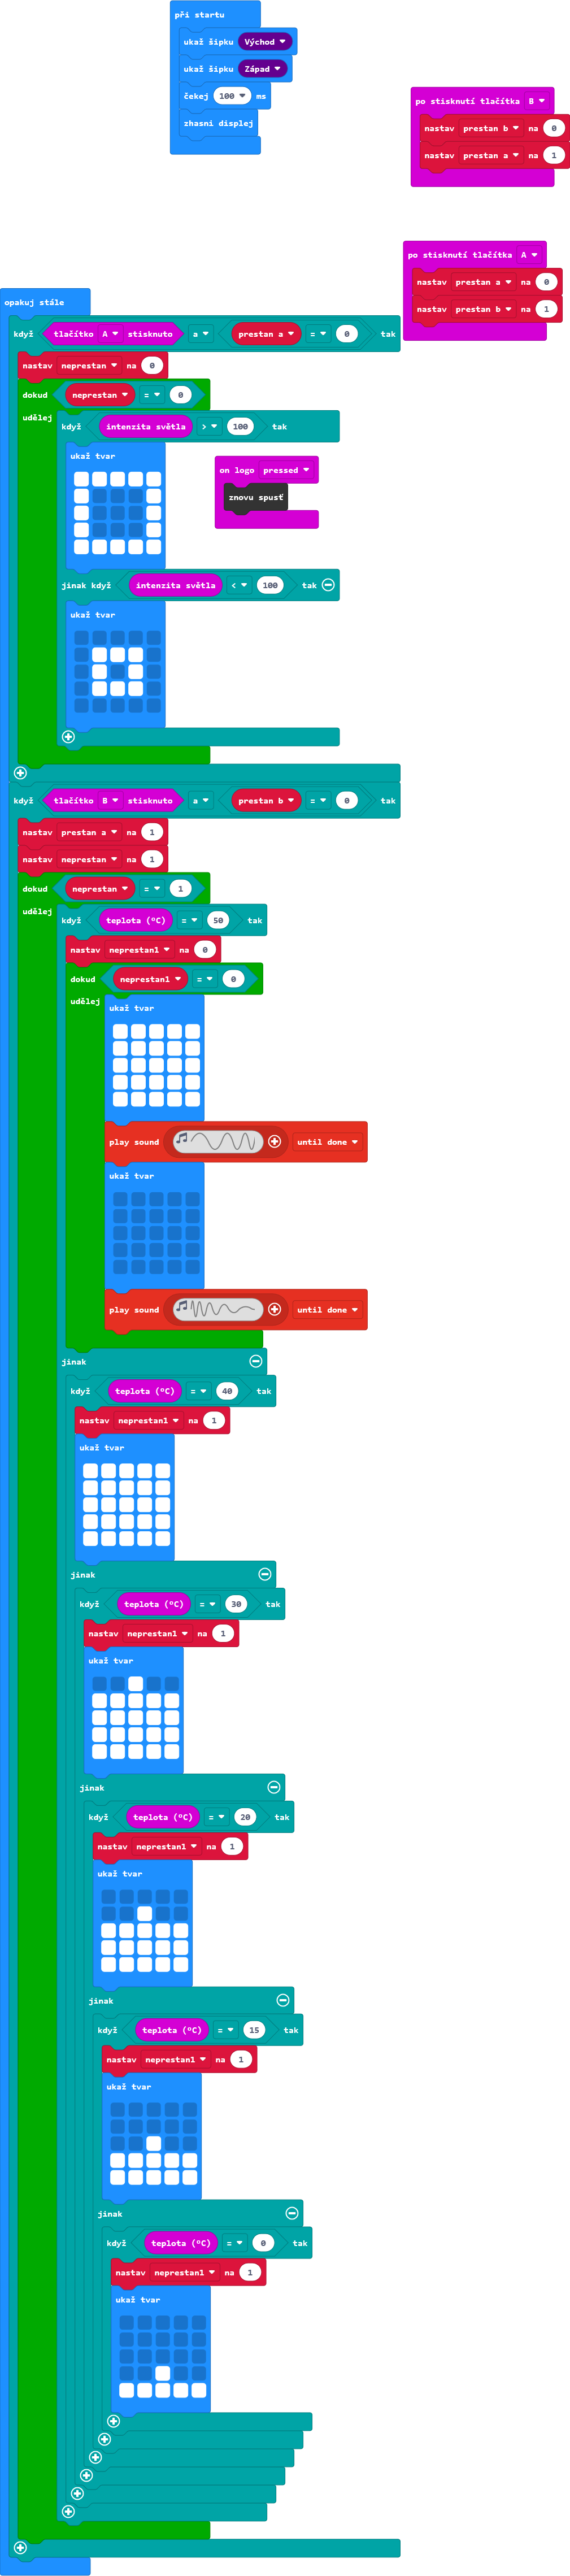 při startu
ukaž šipku Východ
ukaž šipku Západ
čekej 100 ms
zhasni displej
po stisknutí tlačítka B
nastav prestan b na 0
nastav prestan a na 1
po stisknutí tlačítka A
nastav prestan a na 0
nastav prestan b na 1
opakuj stále
když tlačítko A stisknuto a prestan a = 0 tak
nastav neprestan na 0
dokud neprestan = 0
udělej
když intenzita světla > 100 tak
ukaž tvar
on logo pressed
znovu spusť
jinak když intenzita světla < 100 tak
ukaž tvar
když tlačítko B stisknuto a prestan b = 0 tak
nastav prestan a na 1
nastav neprestan na 1
dokud neprestan = 1
udělej
když teplota (°C) = 50 tak
nastav neprestan1 na 0
dokud neprestan1 = 0
udělej
ukaž tvar
play sound until done
ukaž tvar
play sound until done
jinak
když teplota (°C) = 40 tak
nastav neprestan1 na 1
ukaž tvar
jinak
když teplota (°C) = 30 tak
nastav neprestan1 na 1
ukaž tvar
jinak
když teplota (°C) = 20 tak
nastav neprestan1 na 1
ukaž tvar
jinak
když teplota (°C) = 15 tak
nastav neprestan1 na 1
ukaž tvar
jinak
když teplota (°C) = 0 tak
nastav neprestan1 na 1
ukaž tvar